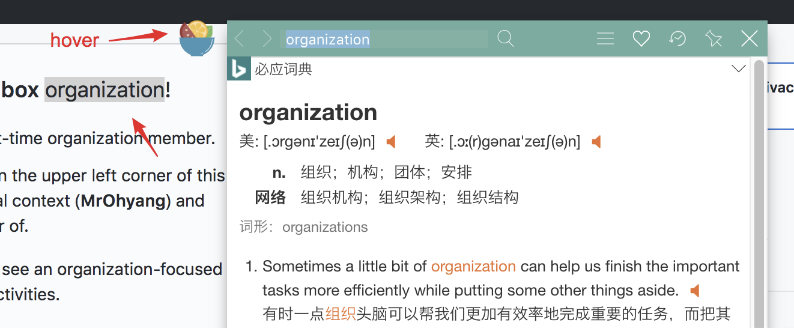 hover
organization
ivac
box organization!
t-time organization member.
n the upper left corner of this
al context (MrOhyang) and
er of.
see an organization-focused
ctivities.
必应词典
organization
美: [.ɔrgənɪˈzeɪʃ(ə)n] 英: [.ɔː(r)gənaɪˈzeɪʃ(ə)n]
n. 组织；机构；团体；安排
网络 组织机构；组织架构；组织结构
词形： organizations
1. Sometimes a little bit of organization can help us finish the important
tasks more efficiently while putting some other things aside.
有时一点组织头脑可以帮我们更加有效率地完成重要的任务，而把其